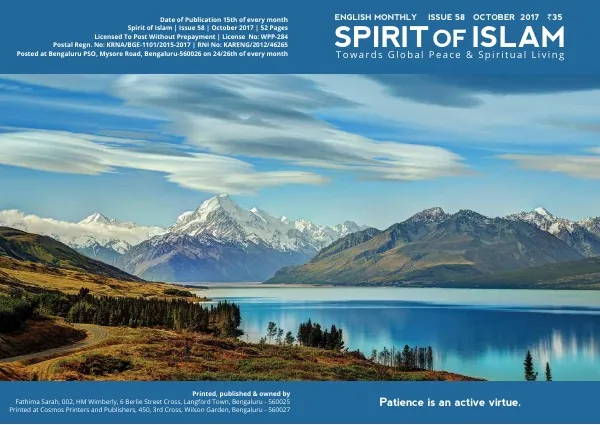 Date of Publication 15th of every month
Spirit of Islam | Issue 58 | October 2017 | 52 Pages
Licensed To Post Without Prepayment | License No: WPP-284
Postal Regn. No: KRNA/BGE-1101/2015-2017 | RNI No: KARENG/2012/46265
Posted at Bengaluru PSO, Mysore Road, Bengaluru-560026 on 24/26th of every month
ENGLISH MONTHLY ISSUE 58 OCTOBER 2017 ₹35
SPIRIT OF ISLAM
Towards Global Peace & Spiritual Living
Printed, published & owned by
Fathima Sarah, 002, HM Wimberly, 6 Berlie Street Cross, Langford Town, Bengaluru - 560025
Printed at Cosmos Printers and Publishers, 450, 3rd Cross, Wilson Garden, Bengaluru - 560027
Patience is an active virtue.